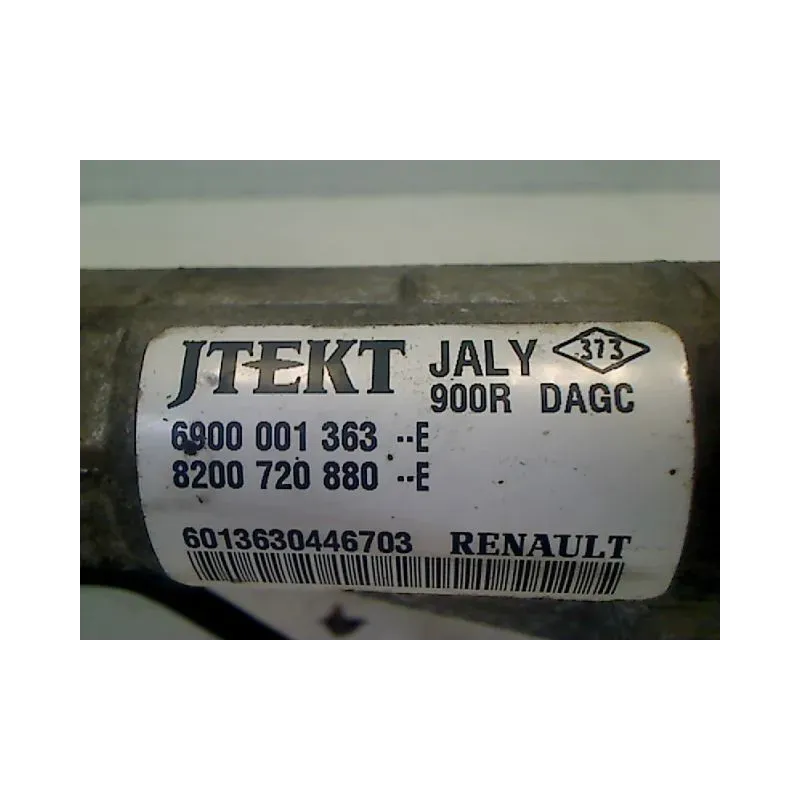 JTEKT JALY 373
900R DAGC
6900 001 363 --E
8200 720 880 --E
6013630446703 RENAULT